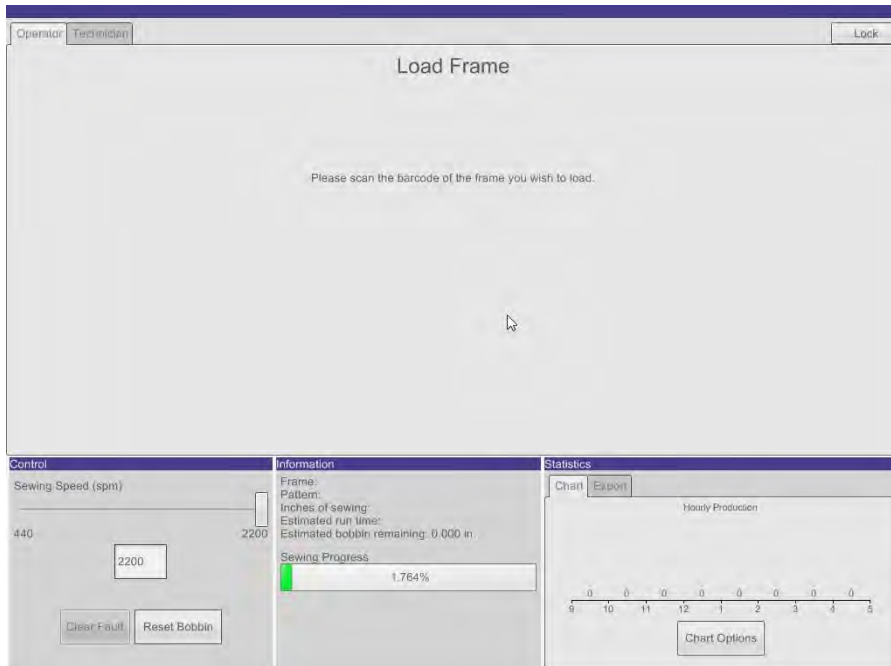 Operator Technician Lock
Load Frame
Please scan the barcode of the frame you wish to load.
Control
Sewing Speed (spm)
440 2200
2200
Clear Fault Reset Bobbin
Information
Frame:
Pattern:
Inches of sewing:
Estimated run time:
Estimated bobbin remaining: 0.000 in
Sewing Progress
1.764%
Statistics
Chart Export
Hourly Production
0 0 0 0 0 0 0 0
9 10 11 12 1 2 3 4 5
Chart Options